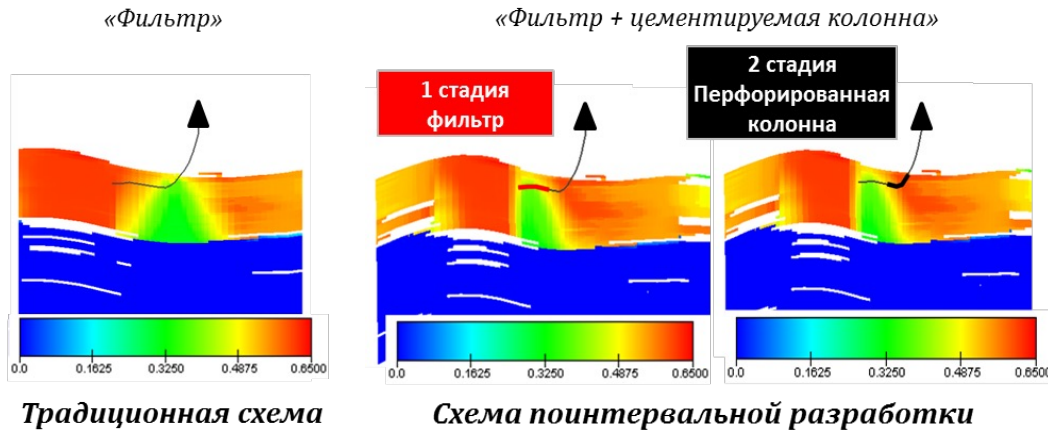 «Фильтр»
«Фильтр + цементируемая колонна»
1 стадия
фильтр
2 стадия
Перфорированная
колонна
0.0 0.1625 0.3250 0.4875 0.6500
0.0 0.1625 0.3250 0.4875 0.6500
0.0 0.1625 0.3250 0.4875 0.6500
Традиционная схема
Схема поинтервальной разработки